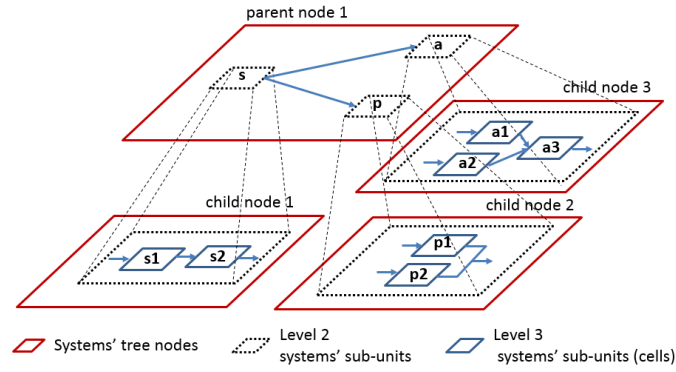 parent node 1
a
s
p
child node 3
a1
a3
a2
child node 1
child node 2
s1 s2
p1
p2
Systems' tree nodes
Level 2
systems' sub-units
Level 3
systems' sub-units (cells)